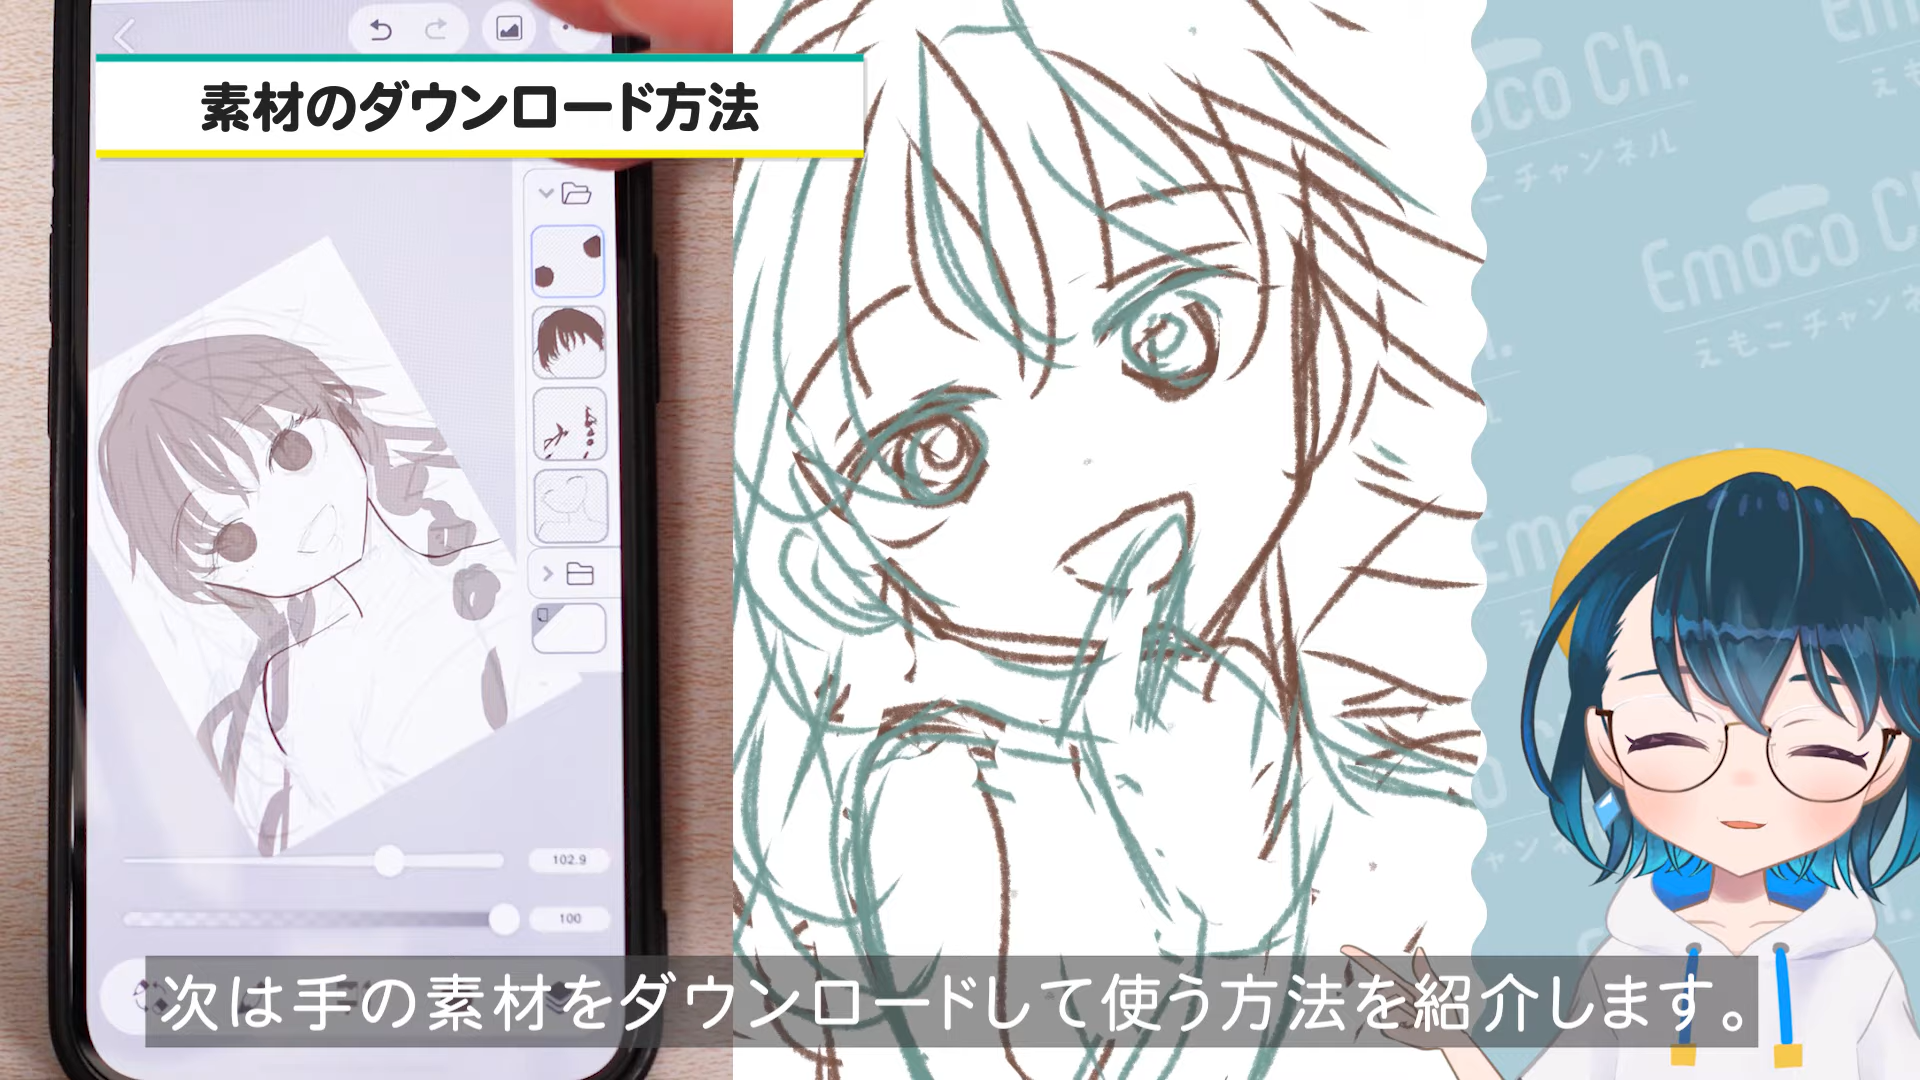 素材のダウンロード方法
102.9
100
Emoco Ch.
えもこチャンネル
次は手の素材をダウンロードして使う方法を紹介します。